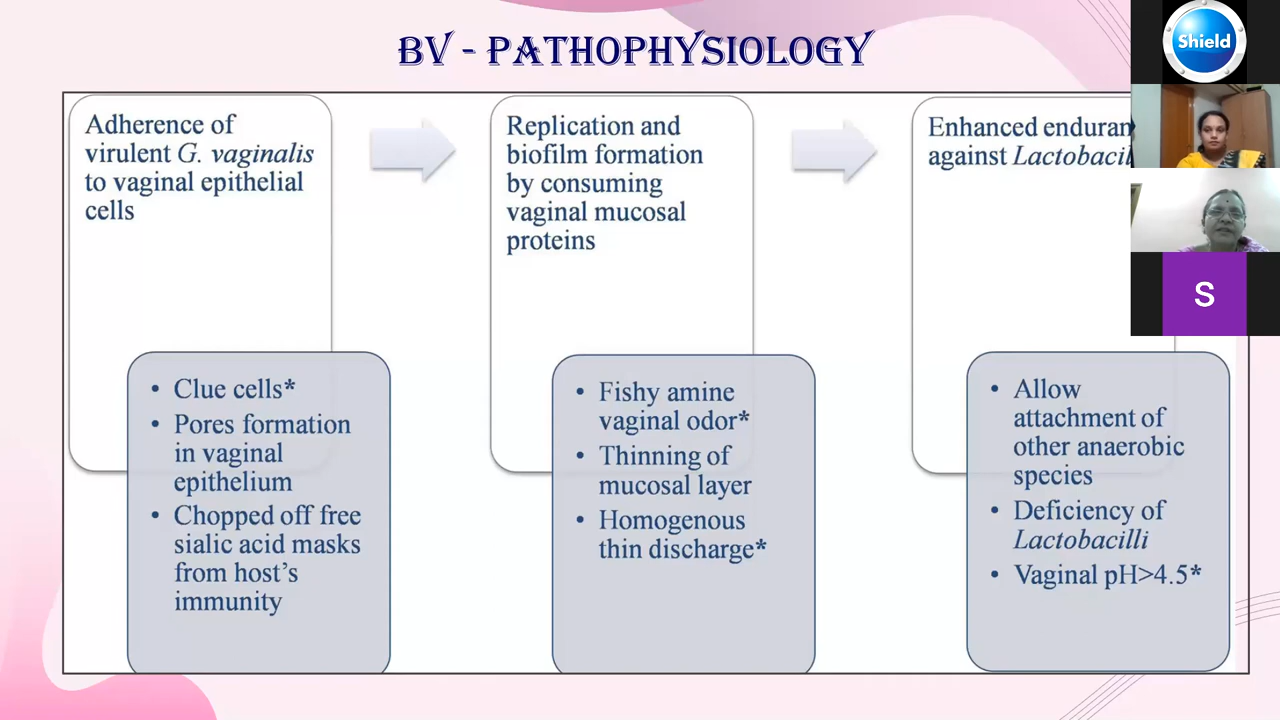 BV - PATHOPHYSIOLOGY
Adherence of
virulent G. vaginalis
to vaginal epithelial
cells
• Clue cells*
• Pores formation
in vaginal
epithelium
• Chopped off free
sialic acid masks
from host’s
immunity
Replication and
biofilm formation
by consuming
vaginal mucosal
proteins
• Fishy amine
vaginal odor*
• Thinning of
mucosal layer
• Homogenous
thin discharge*
Enhanced
against
• Allow
attachment of
other anaerobic
species
• Deficiency of
Lactobacilli
• Vaginal pH>4.5*
Shield
S